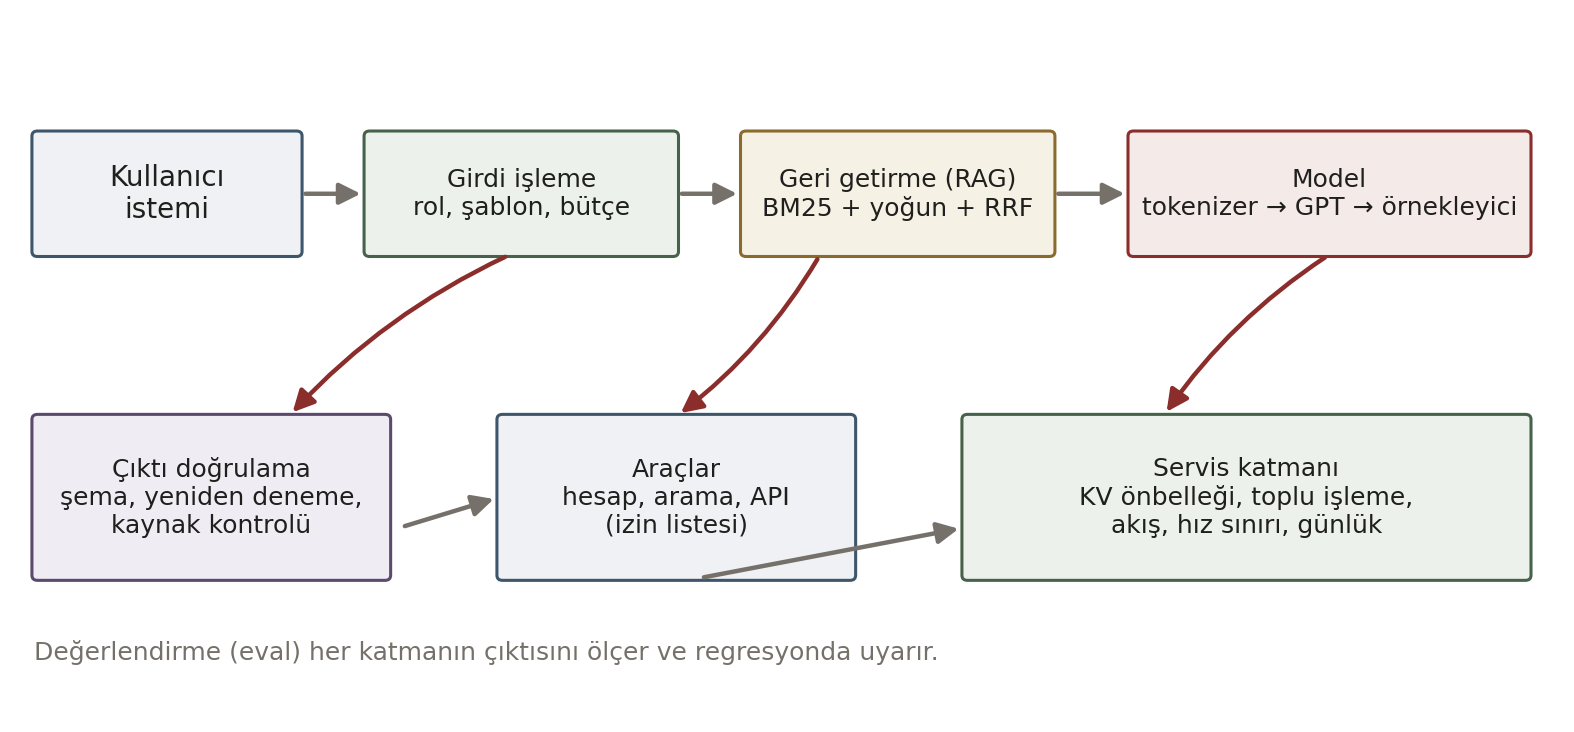 Kullanıcı
istemi
Girdi işleme
rol, şablon, bütçe
Geri getirme (RAG)
BM25 + yoğun + RRF
Model
tokenizer → GPT → örnekleyici
Çıktı doğrulama
şema, yeniden deneme,
kaynak kontrolü
Araçlar
hesap, arama, API
(izin listesi)
Servis katmanı
KV önbelleği, toplu işleme,
akış, hız sınırı, günlük
Değerlendirme (eval) her katmanın çıktısını ölçer ve regresyonda uyarır.